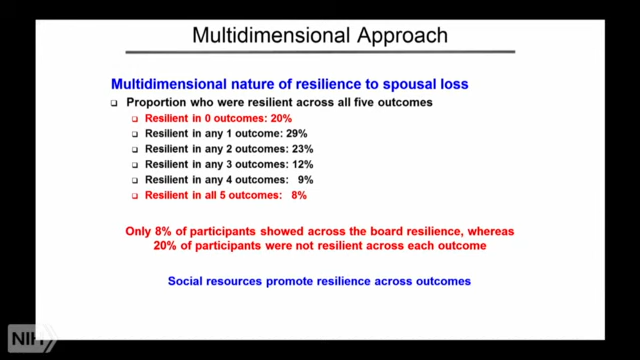 Multidimensional Approach
Multidimensional nature of resilience to spousal loss
Proportion who were resilient across all five outcomes
Resilient in 0 outcomes: 20%
Resilient in any 1 outcome: 29%
Resilient in any 2 outcomes: 23%
Resilient in any 3 outcomes: 12%
Resilient in any 4 outcomes: 9%
Resilient in all 5 outcomes: 8%
Only 8% of participants showed across the board resilience, whereas
20% of participants were not resilient across each outcome
Social resources promote resilience across outcomes
NIH